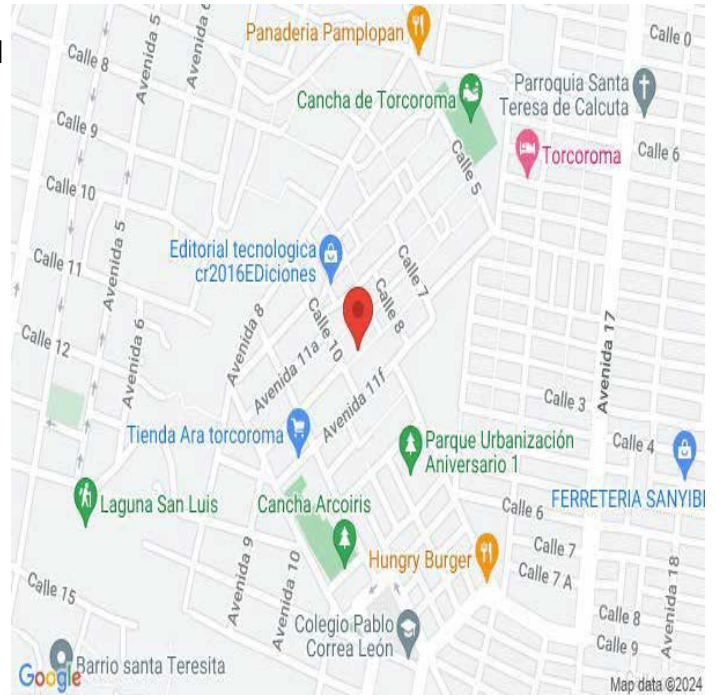 Panaderia Pamplopan
Calle 0
Avenida 5
Calle 8
Cancha de Torcoroma
Parroquia Santa
Teresa de Calcuta
Calle 9
Calle 5
Torcoroma
Calle 6
Calle 10
Avenida 5
Editorial tecnologica
cr2016EDiciones
Calle 7
Calle 11
Avenida 8
Calle 10
Calle 8
Avenida 6
Avenida 11a
Avenida 17
Calle 12
Avenida 11f
Calle 3
Tienda Ara torcoroma
Parque Urbanización
Aniversario 1
Calle 4
Laguna San Luis
Cancha Arcoiris
FERRETERIA SANYIBI
Calle 6
Avenida 9
Avenida 10
Hungry Burger
Calle 7
Calle 7 A
Avenida 18
Calle 15
Colegio Pablo
Correa León
Calle 8
Calle 9
Barrio santa Teresita
Google
Map data ©2024